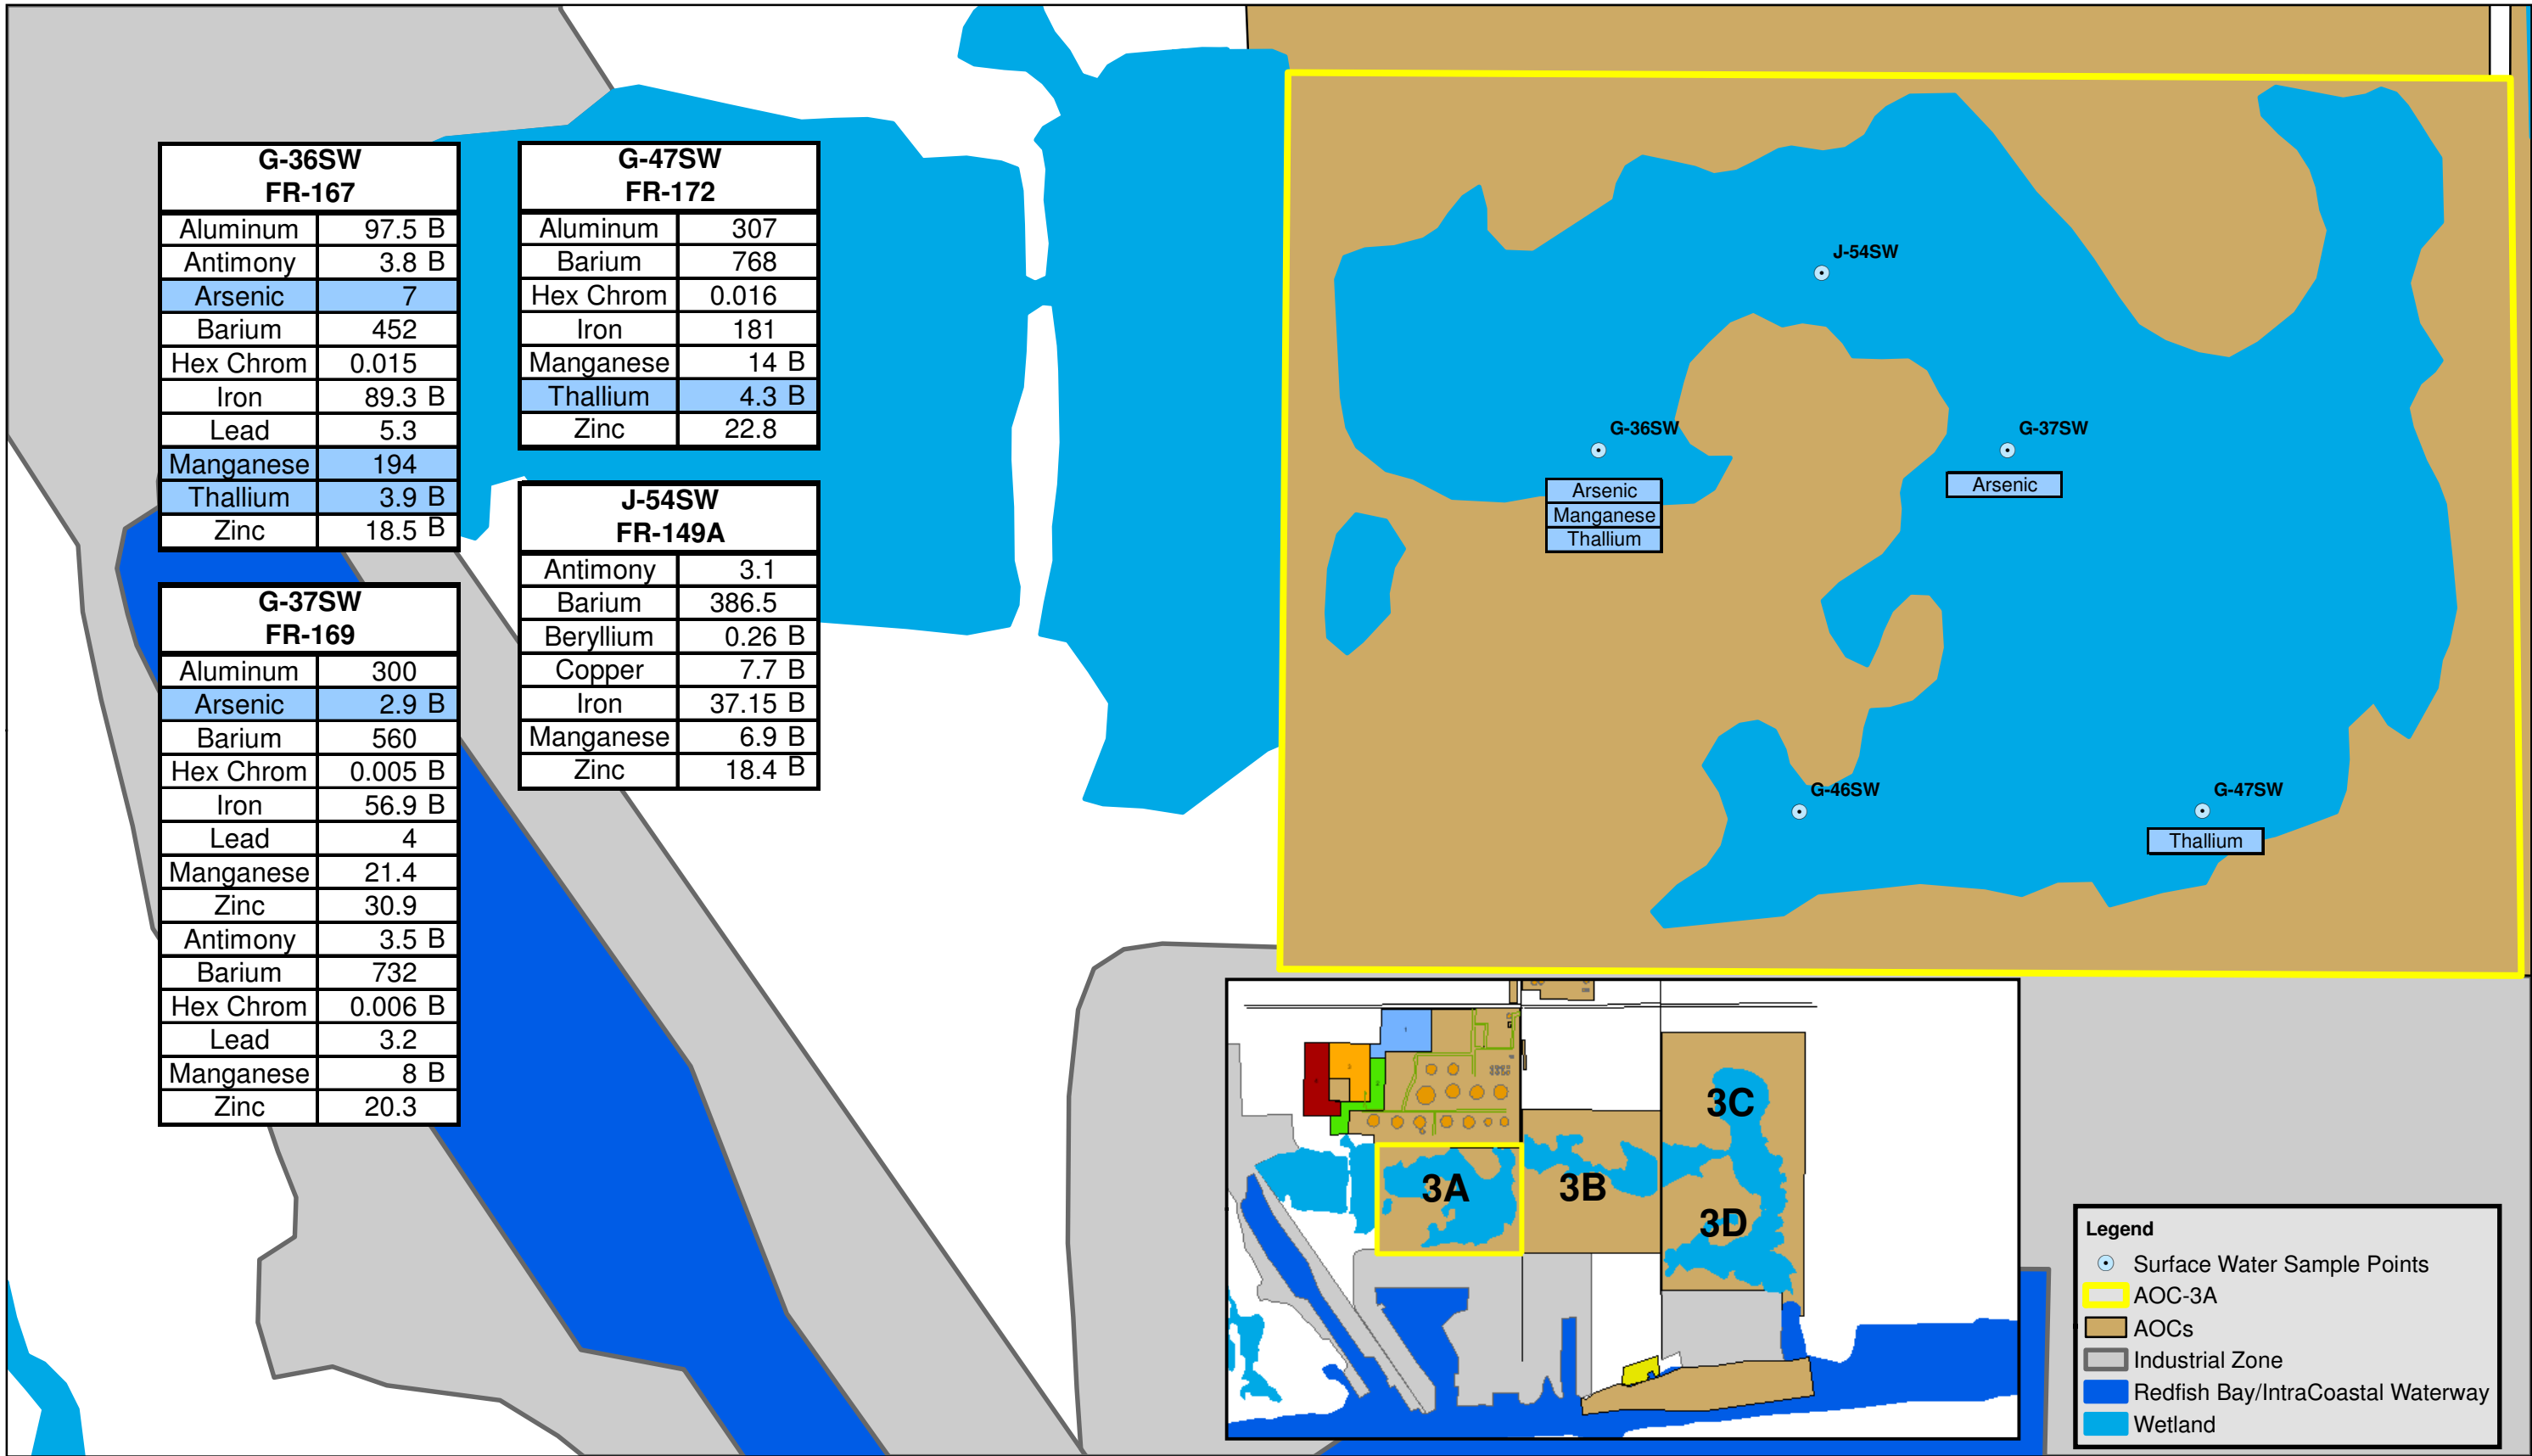 G-36SW
FR-167
Aluminum 97.5 B
Antimony 3.8 B
Arsenic 7
Barium 452
Hex Chrom 0.015
Iron 89.3 B
Lead 5.3
Manganese 194
Thallium 3.9 B
Zinc 18.5 B
G-37SW
FR-169
Aluminum 300
Arsenic 2.9 B
Barium 560
Hex Chrom 0.005 B
Iron 56.9 B
Lead 4
Manganese 21.4
Zinc 30.9
Antimony 3.5 B
Barium 732
Hex Chrom 0.006 B
Lead 3.2
Manganese 8 B
Zinc 20.3
G-47SW
FR-172
Aluminum 307
Barium 768
Hex Chrom 0.016
Iron 181
Manganese 14 B
Thallium 4.3 B
Zinc 22.8
J-54SW
FR-149A
Antimony 3.1
Barium 386.5
Beryllium 0.26 B
Copper 7.7 B
Iron 37.15 B
Manganese 6.9 B
Zinc 18.4 B
J-54SW
G-36SW
Arsenic
Manganese
Thallium
G-37SW
Arsenic
G-46SW
G-47SW
Thallium
3C
3A
3B
3D
Legend
Surface Water Sample Points
AOC-3A
AOCs
Industrial Zone
Redfish Bay/IntraCoastal Waterway
Wetland